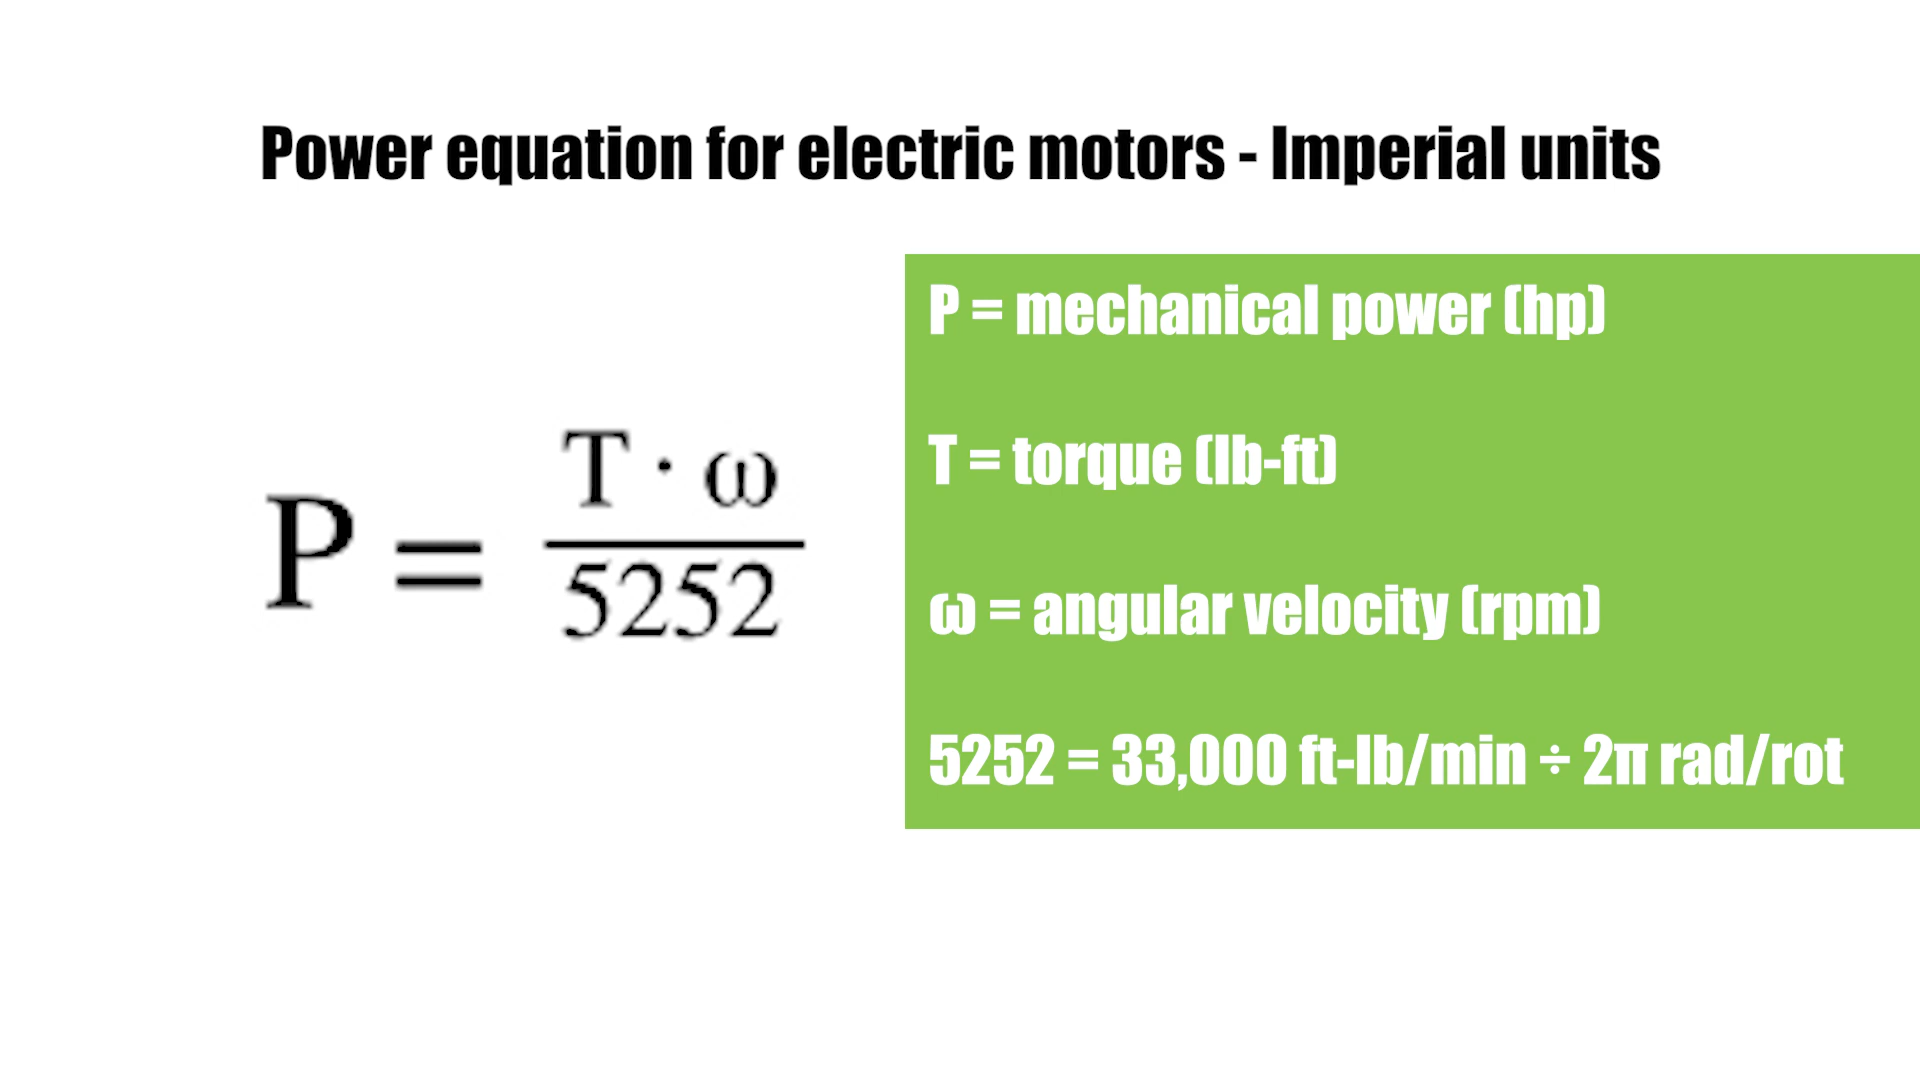 Power equation for electric motors - Imperial units
P = T · ω / 5252
P = mechanical power (hp)
T = torque (lb-ft)
ω = angular velocity (rpm)
5252 = 33,000 ft-lb/min ÷ 2π rad/rot